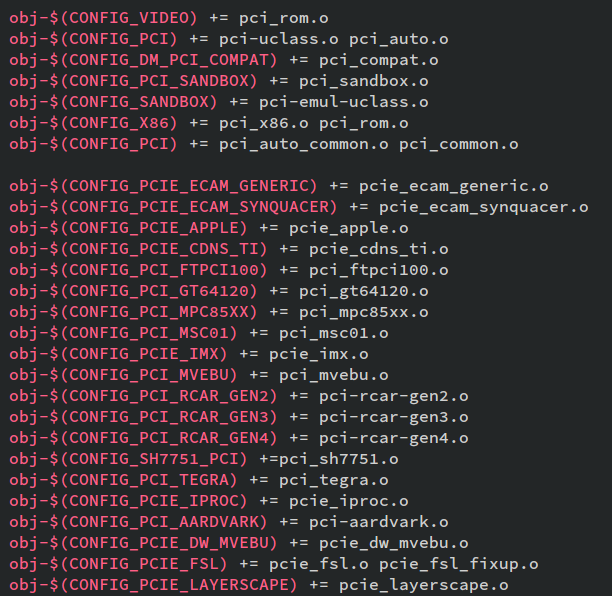 obj-$(CONFIG_VIDEO) += pci_rom.o
obj-$(CONFIG_PCI) += pci-uclass.o pci_auto.o
obj-$(CONFIG_DM_PCI_COMPAT) += pci_compat.o
obj-$(CONFIG_PCI_SANDBOX) += pci_sandbox.o
obj-$(CONFIG_SANDBOX) += pci-emul-uclass.o
obj-$(CONFIG_X86) += pci_x86.o pci_rom.o
obj-$(CONFIG_PCI) += pci_auto_common.o pci_common.o

obj-$(CONFIG_PCIE_ECAM_GENERIC) += pcie_ecam_generic.o
obj-$(CONFIG_PCIE_ECAM_SYNQUACER) += pcie_ecam_synquacer.o
obj-$(CONFIG_PCIE_APPLE) += pcie_apple.o
obj-$(CONFIG_PCIE_CDNS_TI) += pcie_cdns_ti.o
obj-$(CONFIG_PCI_FTPCI100) += pci_ftpci100.o
obj-$(CONFIG_PCI_GT64120) += pci_gt64120.o
obj-$(CONFIG_PCI_MPC85XX) += pci_mpc85xx.o
obj-$(CONFIG_PCI_MSC01) += pci_msc01.o
obj-$(CONFIG_PCIE_IMX) += pcie_imx.o
obj-$(CONFIG_PCI_MVEBU) += pci_mvebu.o
obj-$(CONFIG_PCI_RCAR_GEN2) += pci-rcar-gen2.o
obj-$(CONFIG_PCI_RCAR_GEN3) += pci-rcar-gen3.o
obj-$(CONFIG_PCI_RCAR_GEN4) += pci-rcar-gen4.o
obj-$(CONFIG_SH7751_PCI) +=pci_sh7751.o
obj-$(CONFIG_PCI_TEGRA) += pci_tegra.o
obj-$(CONFIG_PCIE_IPROC) += pcie_iproc.o
obj-$(CONFIG_PCI_AARDVARK) += pci-aardvark.o
obj-$(CONFIG_PCIE_DW_MVEBU) += pcie_dw_mvebu.o
obj-$(CONFIG_PCIE_FSL) += pcie_fsl.o pcie_fsl_fixup.o
obj-$(CONFIG_PCIE_LAYERSCAPE) += pcie_layerscape.o